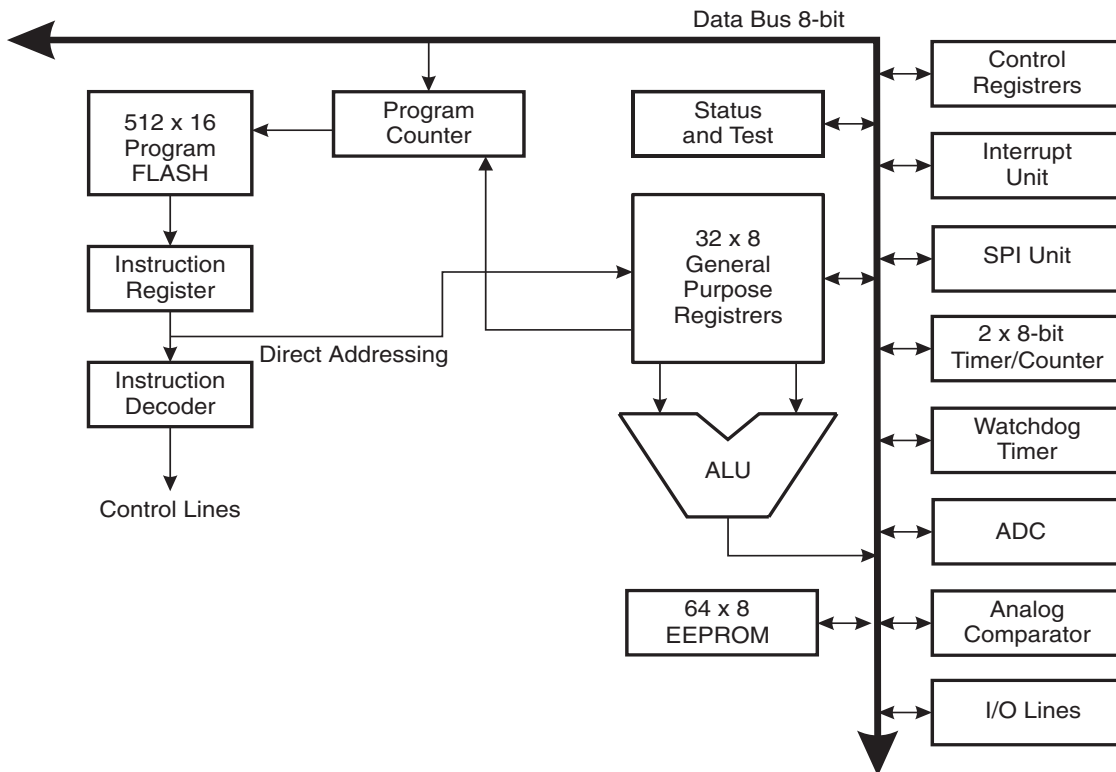 Data Bus 8-bit
512 x 16
Program
FLASH
Program
Counter
Status
and Test
Control
Registrers
Interrupt
Unit
Instruction
Register
32 x 8
General
Purpose
Registrers
SPI Unit
Direct Addressing
2 x 8-bit
Timer/Counter
Instruction
Decoder
Watchdog
Timer
ALU
Control Lines
ADC
64 x 8
EEPROM
Analog
Comparator
I/O Lines